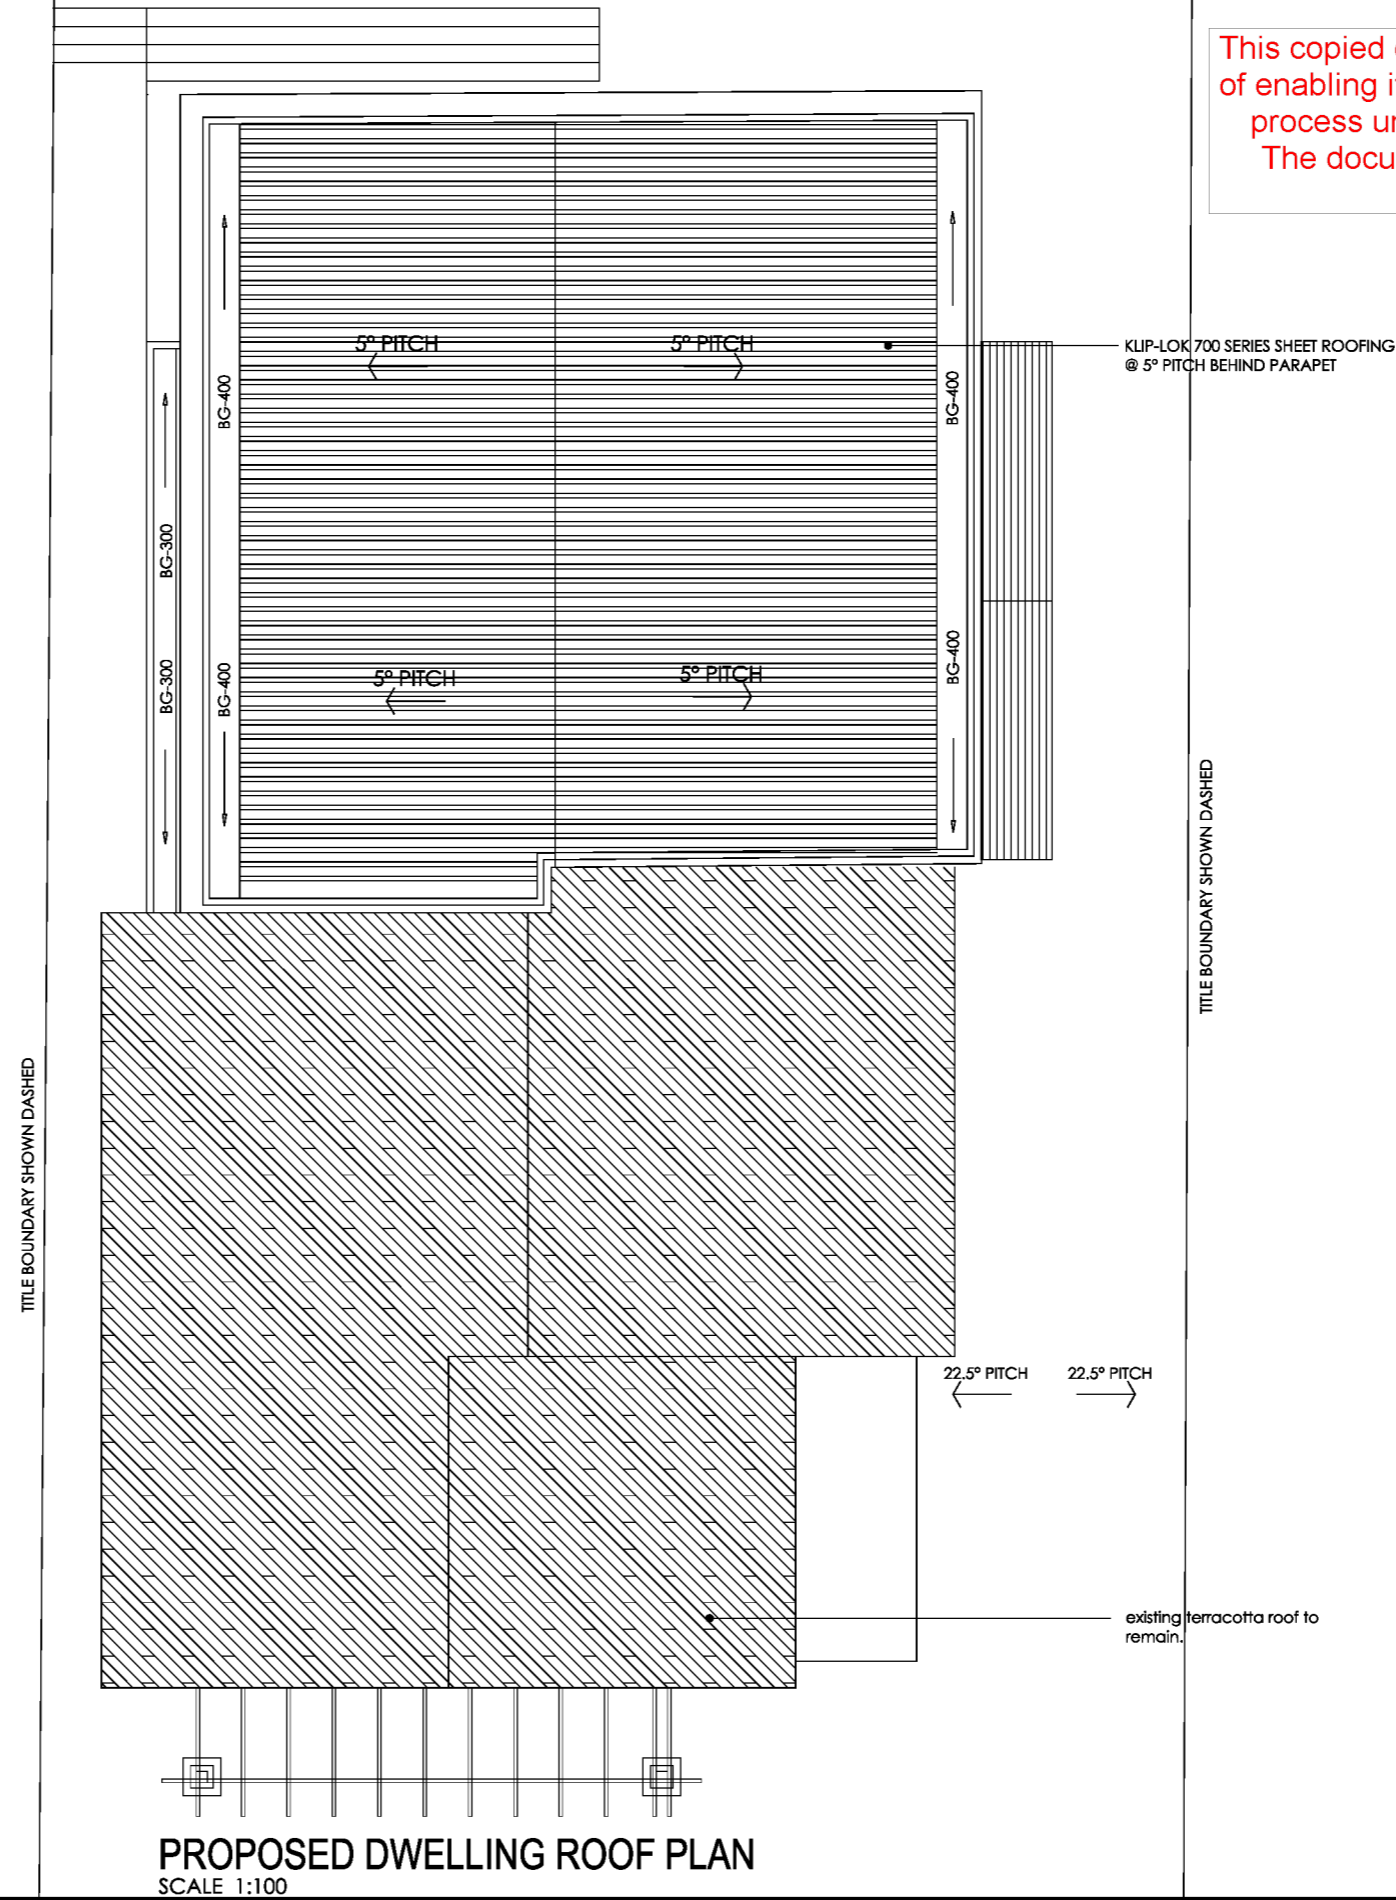 This copied
of enabling
process
The
5° PITCH
5° PITCH
KLIP-LOK 700 SERIES SHEET ROOFING
@ 5° PITCH BEHIND PARAPET
BG-400
BG-400
BG-300
BG-300
BG-400
BG-400
5° PITCH
5° PITCH
TITLE BOUNDARY SHOWN DASHED
TITLE BOUNDARY SHOWN DASHED
22.5° PITCH
22.5° PITCH
existing terracotta roof to
remain.
PROPOSED DWELLING ROOF PLAN
SCALE 1:100